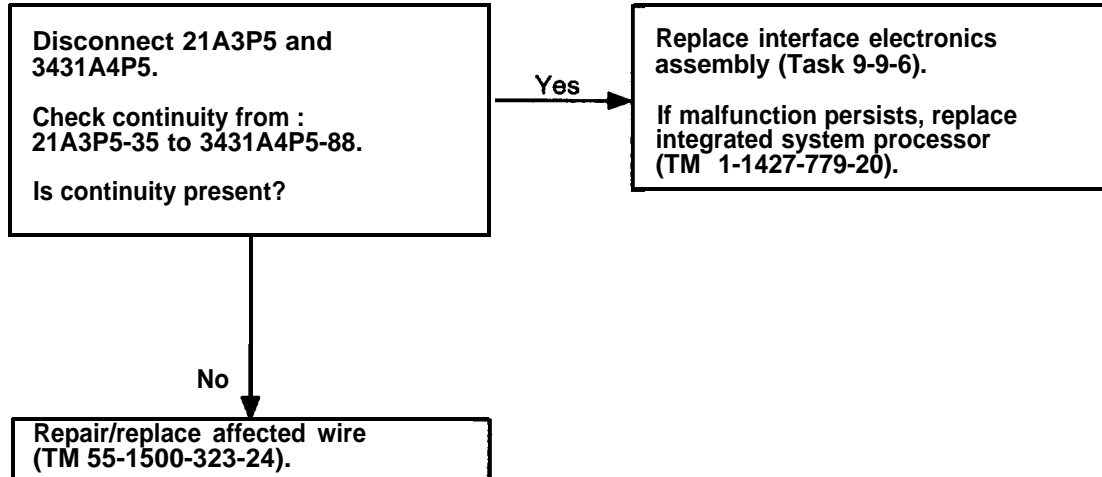 Disconnect 21A3P5 and
3431A4P5.
Check continuity from :
21A3P5-35 to 3431A4P5-88.
Is continuity present?
Yes
Replace interface electronics
assembly (Task 9-9-6).
If malfunction persists, replace
integrated system processor
(TM 1-1427-779-20).
No
Repair/replace affected wire
(TM 55-1500-323-24).